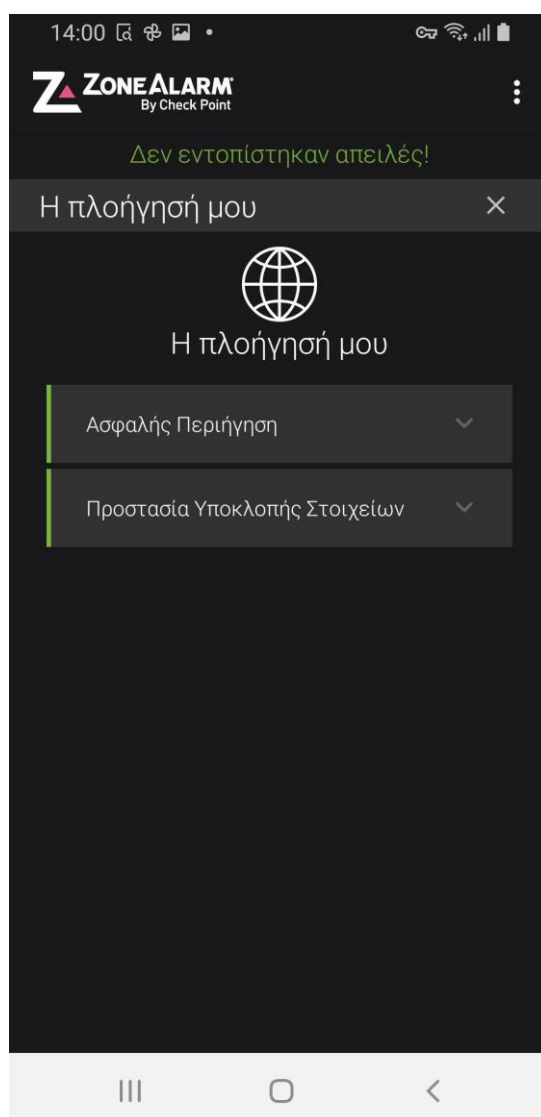 14:00
ZONEALARM
By Check Point
Δεν εντοπίστηκαν απειλές!
Η πλοήγησή μου
Η πλοήγησή μου
Ασφαλής Περιήγηση
Προστασία Υποκλοπής Στοιχείων